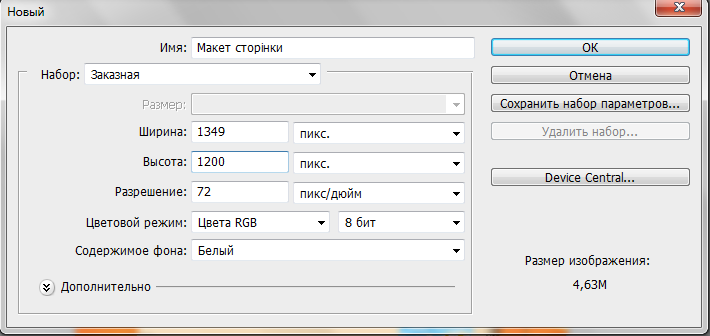 Новый
Имя: Макет сторінки
Набор: Заказная
Размер:
Ширина: 1349 пикс.
Высота: 1200 пикс.
Разрешение: 72 пикс/дюйм
Цветовой режим: Цвета RGB 8 бит
Содержимое фона: Белый
Дополнительно
ОК
Отмена
Сохранить набор параметров...
Удалить набор...
Device Central...
Размер изображения:
4,63M